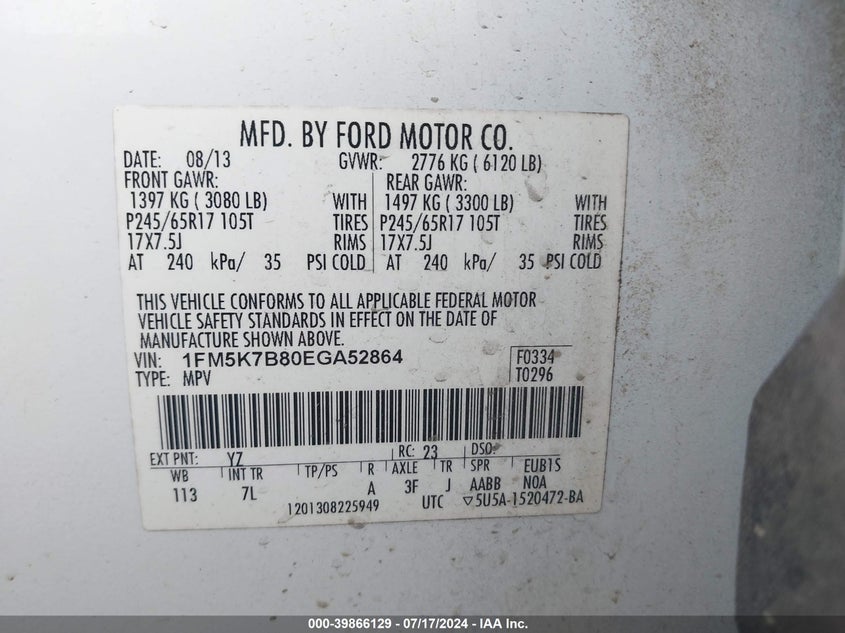 MFD. BY FORD MOTOR CO.
DATE: 08/13 GVWR: 2776 KG ( 6120 LB)
FRONT GAWR: REAR GAWR:
1397 KG ( 3080 LB) WITH 1497 KG ( 3300 LB) WITH
P245/65R17 105T TIRES P245/65R17 105T TIRES
17X7.5J RIMS 17X7.5J RIMS
AT 240 kPa/ 35 PSI COLD AT 240 kPa/ 35 PSI COLD
THIS VEHICLE CONFORMS TO ALL APPLICABLE FEDERAL MOTOR
VEHICLE SAFETY STANDARDS IN EFFECT ON THE DATE OF
MANUFACTURE SHOWN ABOVE.
VIN: 1FM5K7B80EGA52864 F0334
TYPE: MPV T0296
EXT PNT: YZ RC: 23 DSO:
WB INT TR TP/PS R AXLE TR SPR EUB1S
113 7L A 3F J AABB N0A
1201308225949 UTC ▽5U5A-1520472-BA
000-39866129 - 07/17/2024 - IAA Inc.